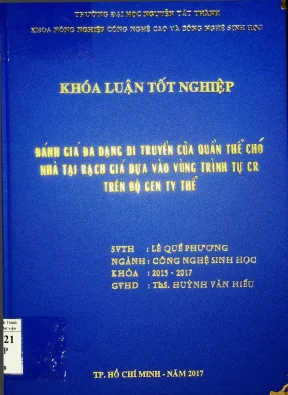 TRƯỜNG ĐẠI HỌC NGUYỄN TẤT THÀNH
KHOA NÔNG NGHIỆP CÔNG NGHỆ CAO VÀ CÔNG NGHỆ SINH HỌC
KHÓA LUẬN TỐT NGHIỆP
ĐÁNH GIÁ ĐA DẠNG DI TRUYỀN CỦA QUẦN THỂ CHÓ
NHÀ TẠI RẠCH GIÁ DỰA VÀO VÙNG TRÌNH TỰ CR
TRÊN BỘ GEN TY THỂ
SVTH : LÊ QUẾ PHƯƠNG
NGÀNH : CÔNG NGHỆ SINH HỌC
KHÓA : 2013 - 2017
GVHD : ThS. HUỲNH VĂN HIẾU
21
P
8
TP. HỒ CHÍ MINH - NĂM 2017